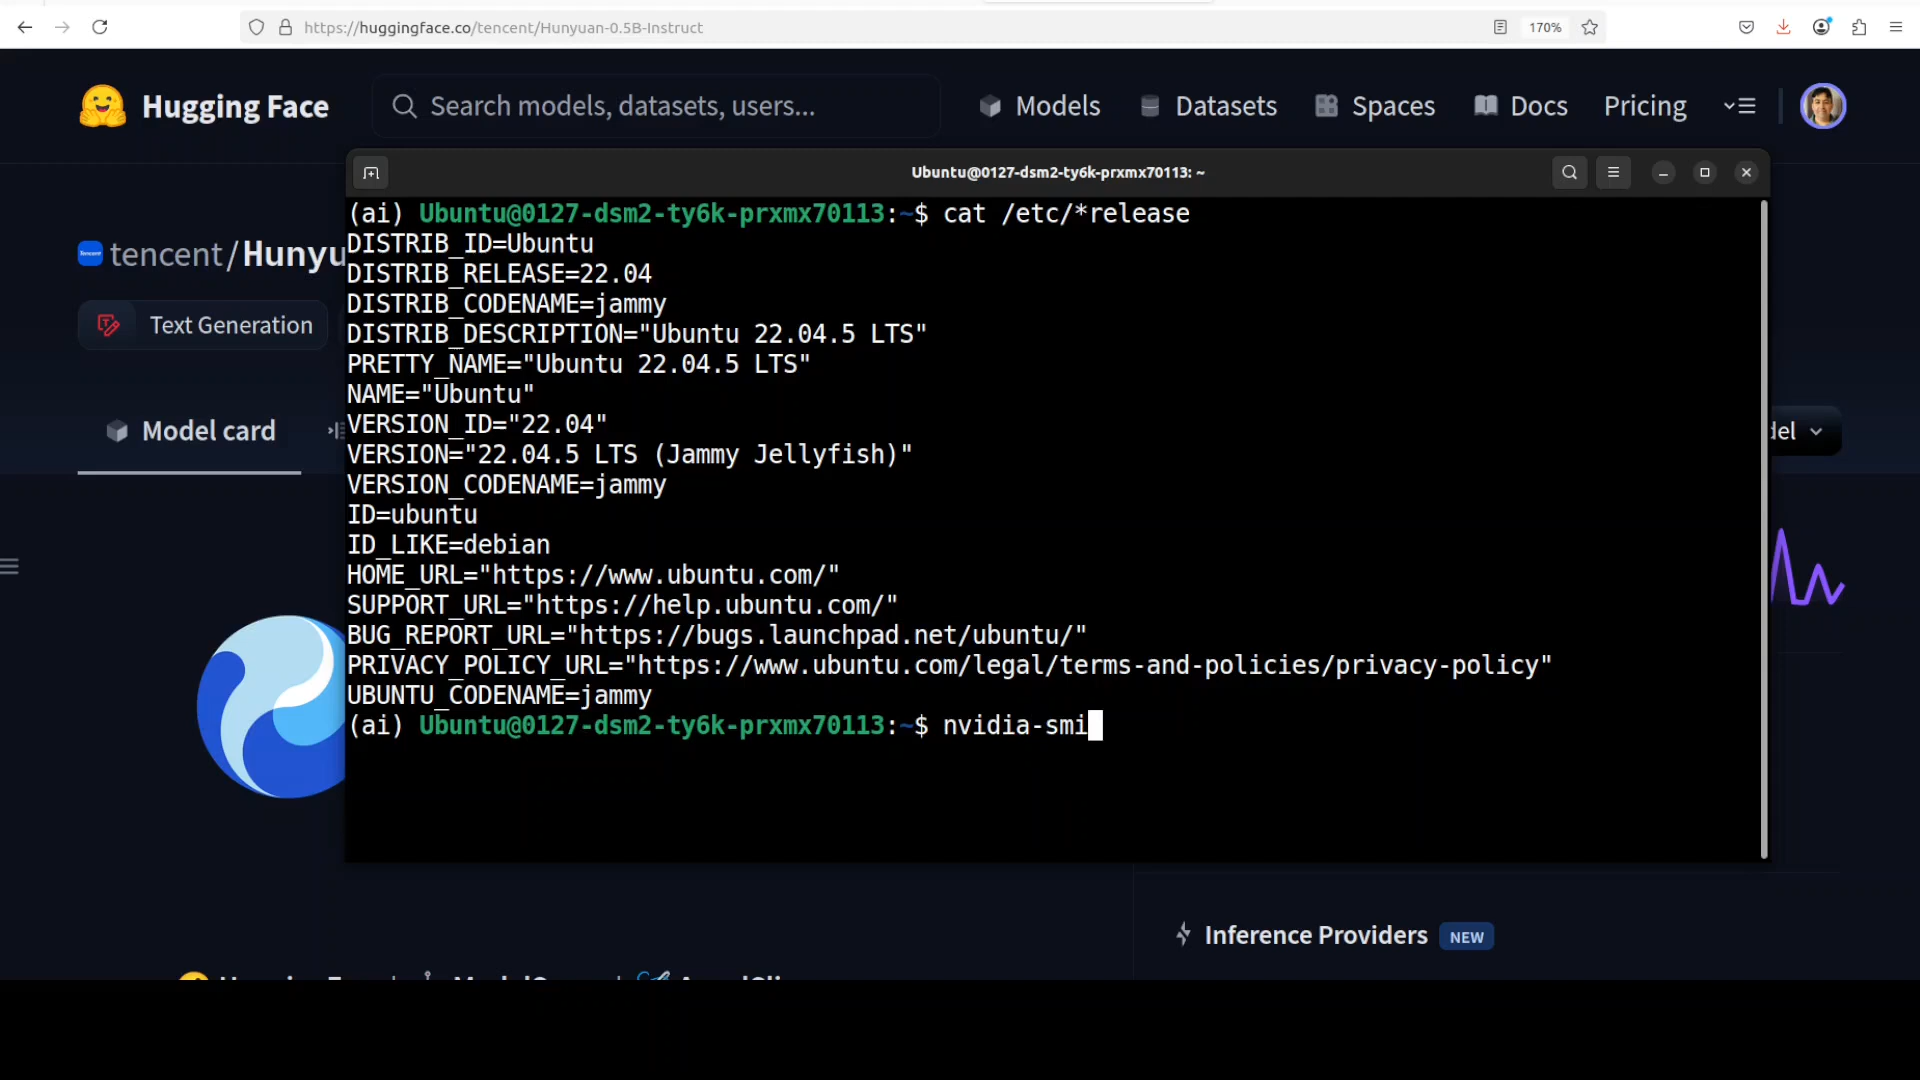 https://huggingface.co/tencent/Hunyuan-0.5B-Instruct
170%
Hugging Face
Search models, datasets, users...
Models
Datasets
Spaces
Docs
Pricing
Ubuntu@0127-dsm2-ty6k-prxmx70113: ~
(ai) Ubuntu@0127-dsm2-ty6k-prxmx70113:~$ cat /etc/*release
DISTRIB_ID=Ubuntu
DISTRIB_RELEASE=22.04
DISTRIB_CODENAME=jammy
DISTRIB_DESCRIPTION="Ubuntu 22.04.5 LTS"
PRETTY_NAME="Ubuntu 22.04.5 LTS"
NAME="Ubuntu"
VERSION_ID="22.04"
VERSION="22.04.5 LTS (Jammy Jellyfish)"
VERSION_CODENAME=jammy
ID=ubuntu
ID_LIKE=debian
HOME_URL="https://www.ubuntu.com/"
SUPPORT_URL="https://help.ubuntu.com/"
BUG_REPORT_URL="https://bugs.launchpad.net/ubuntu/"
PRIVACY_POLICY_URL="https://www.ubuntu.com/legal/terms-and-policies/privacy-policy"
UBUNTU_CODENAME=jammy
(ai) Ubuntu@0127-dsm2-ty6k-prxmx70113:~$ nvidia-smi
tencent/Hunyu
Text Generation
Model card
del
Inference Providers NEW